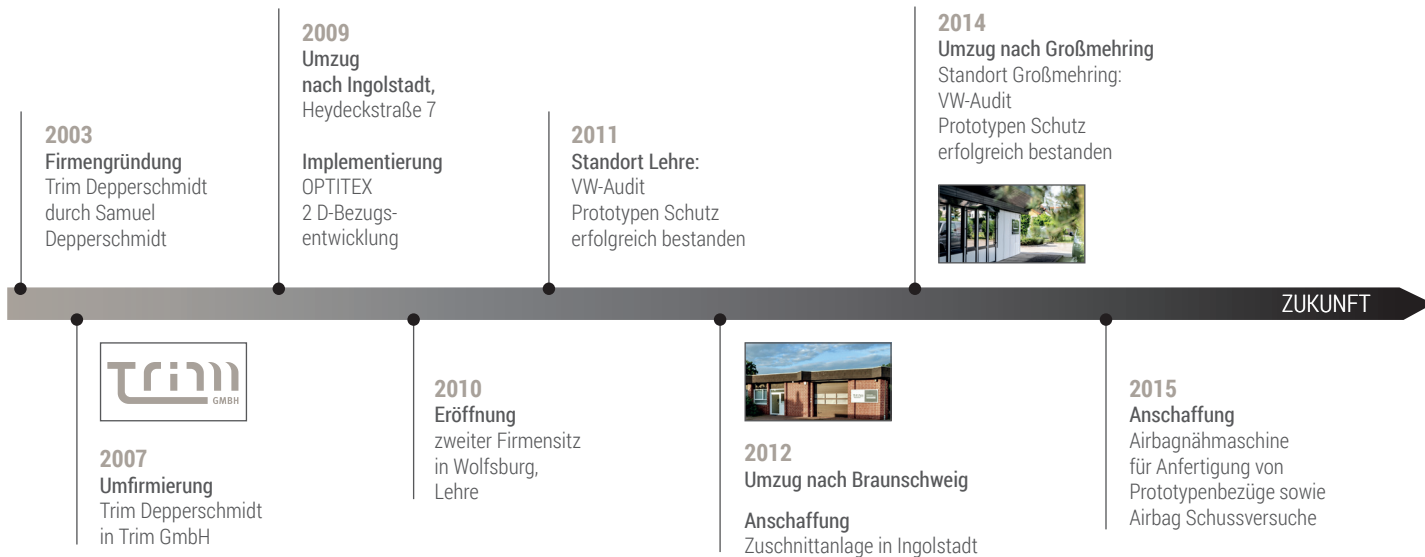 2003
Firmengründung
Trim Depperschmidt
durch Samuel
Depperschmidt
2009
Umzug
nach Ingolstadt,
Heydeckstraße 7
Implementierung
OPTITEX
2 D-Bezugs-
entwicklung
2011
Standort Lehre:
VW-Audit
Prototypen Schutz
erfolgreich bestanden
2014
Umzug nach Großmehring
Standort Großmehring:
VW-Audit
Prototypen Schutz
erfolgreich bestanden
ZUKUNFT
Trim
GMBH
2007
Umfirmierung
Trim Depperschmidt
in Trim GmbH
2010
Eröffnung
zweiter Firmensitz
in Wolfsburg,
Lehre
2012
Umzug nach Braunschweig
Anschaffung
Zuschnittanlage in Ingolstadt
2015
Anschaffung
Airbagnähmaschine
für Anfertigung von
Prototypenbezüge sowie
Airbag Schussversuche